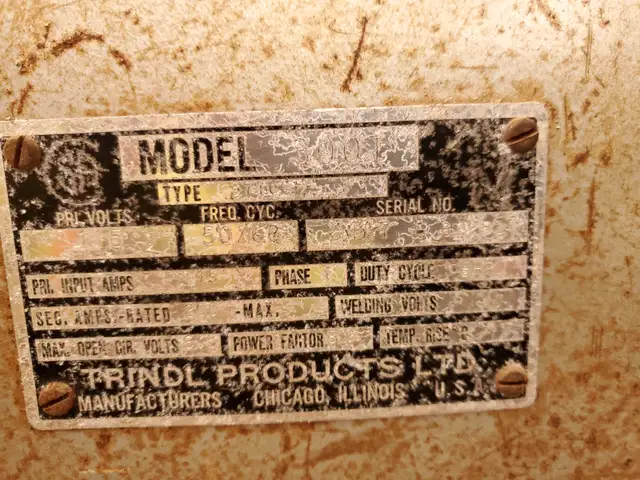 MODEL
TYPE
PRI. VOLTS FREQ. CYC. SERIAL NO.
50/60
PRI. INPUT AMPS PHASE DUTY CYCLE
SEC. AMPS.-RATED -MAX. WELDING VOLTS
MAX. OPEN CIR. VOLTS POWER FACTOR TEMP. RISE °C
TRINDL PRODUCTS LTD.
MANUFACTURERS CHICAGO, ILLINOIS U.S.A.